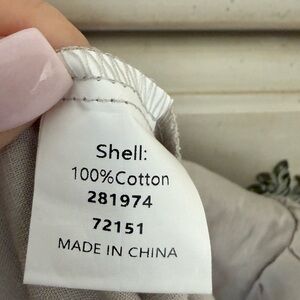 Shell:
100%Cotton
281974
72151
MADE IN CHINA